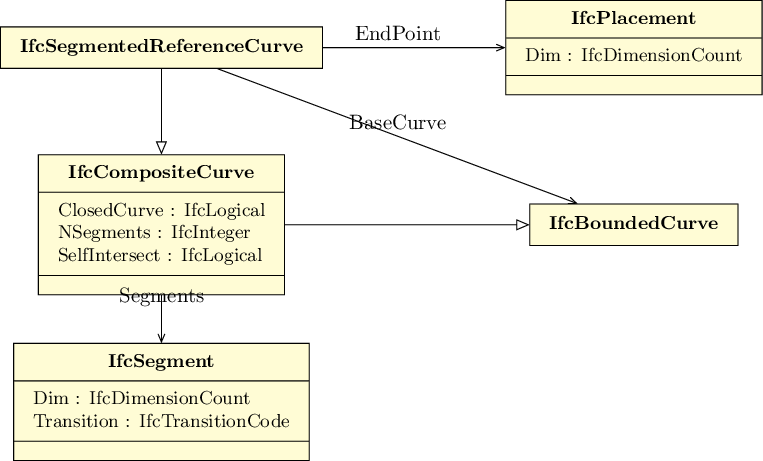 IfcSegmentedReferenceCurve
EndPoint
IfcPlacement
Dim : IfcDimensionCount
BaseCurve
IfcCompositeCurve
ClosedCurve : IfcLogical
NSegments : IfcInteger
SelfIntersect : IfcLogical
IfcBoundedCurve
Segments
IfcSegment
Dim : IfcDimensionCount
Transition : IfcTransitionCode